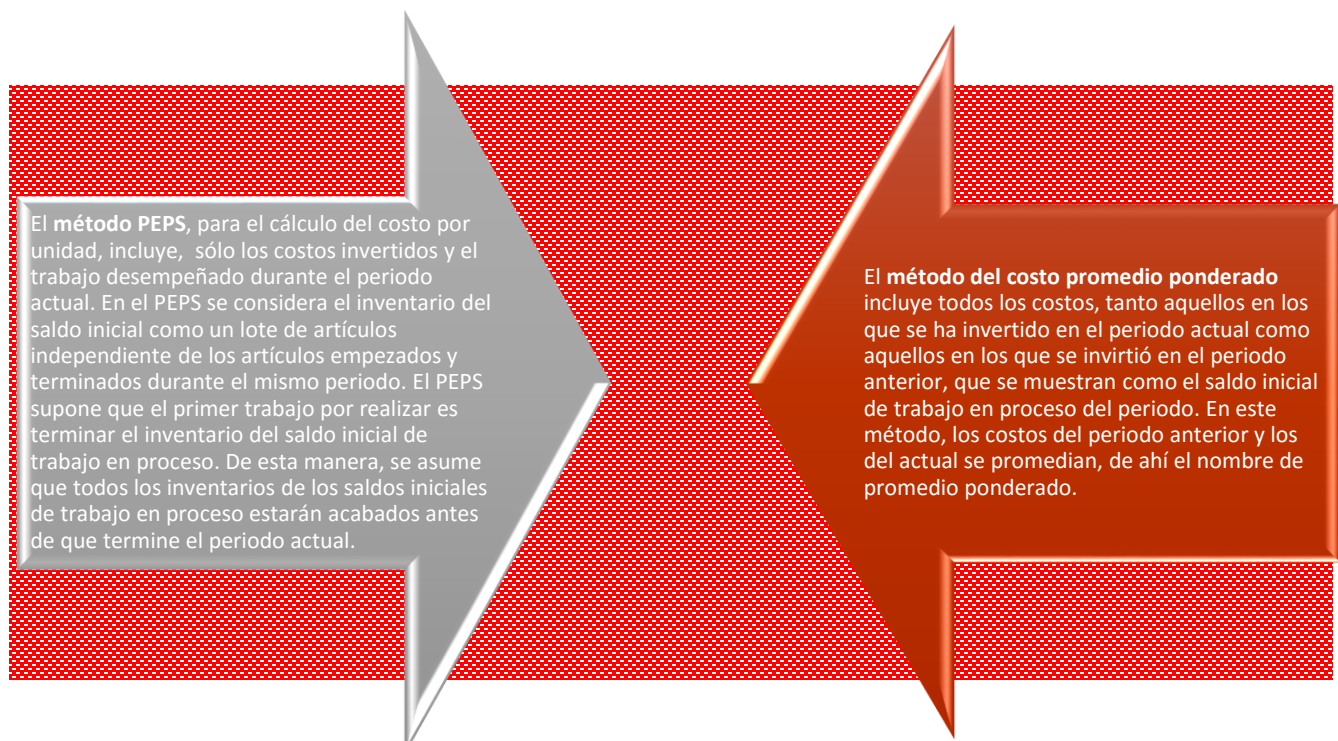 El método PEPS, para el cálculo del costo por
unidad, incluye,  sólo los costos invertidos y el
trabajo desempeñado durante el periodo
actual. En el PEPS se considera el inventario del
saldo inicial como un lote de artículos
independiente de los artículos empezados y
terminados durante el mismo periodo. El PEPS
supone que el primer trabajo por realizar es
terminar el inventario del saldo inicial de
trabajo en proceso. De esta manera, se asume
que todos los inventarios de los saldos iniciales
de trabajo en proceso estarán acabados antes
de que termine el periodo actual.
El método del costo promedio ponderado
incluye todos los costos, tanto aquellos en los
que se ha invertido en el periodo actual como
aquellos en los que se invirtió en el periodo
anterior, que se muestran como el saldo inicial
de trabajo en proceso del periodo. En este
método, los costos del periodo anterior y los
del actual se promedian, de ahí el nombre de
promedio ponderado.